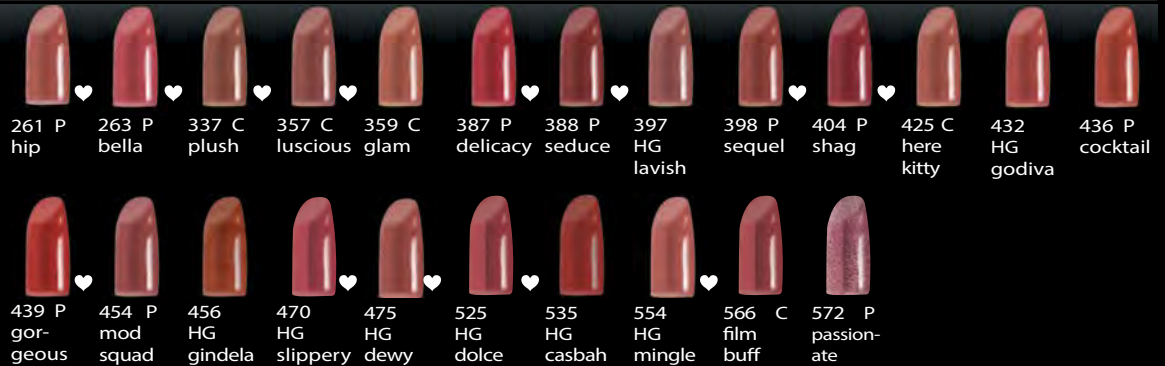 261 P 263 P 337 C 357 C 359 C 387 P 388 P 397 398 P 404 P 425 C 432 436 P
hip bella plush luscious glam delicacy seduce HG sequel shag here HG cocktail
lavish kitty godiva
439 P 454 P 456 470 475 525 535 554 566 C 572 P
gor- mod HG HG HG HG HG HG film passion-
geous squad gindela slippery dewy dolce casbah mingle buff ate